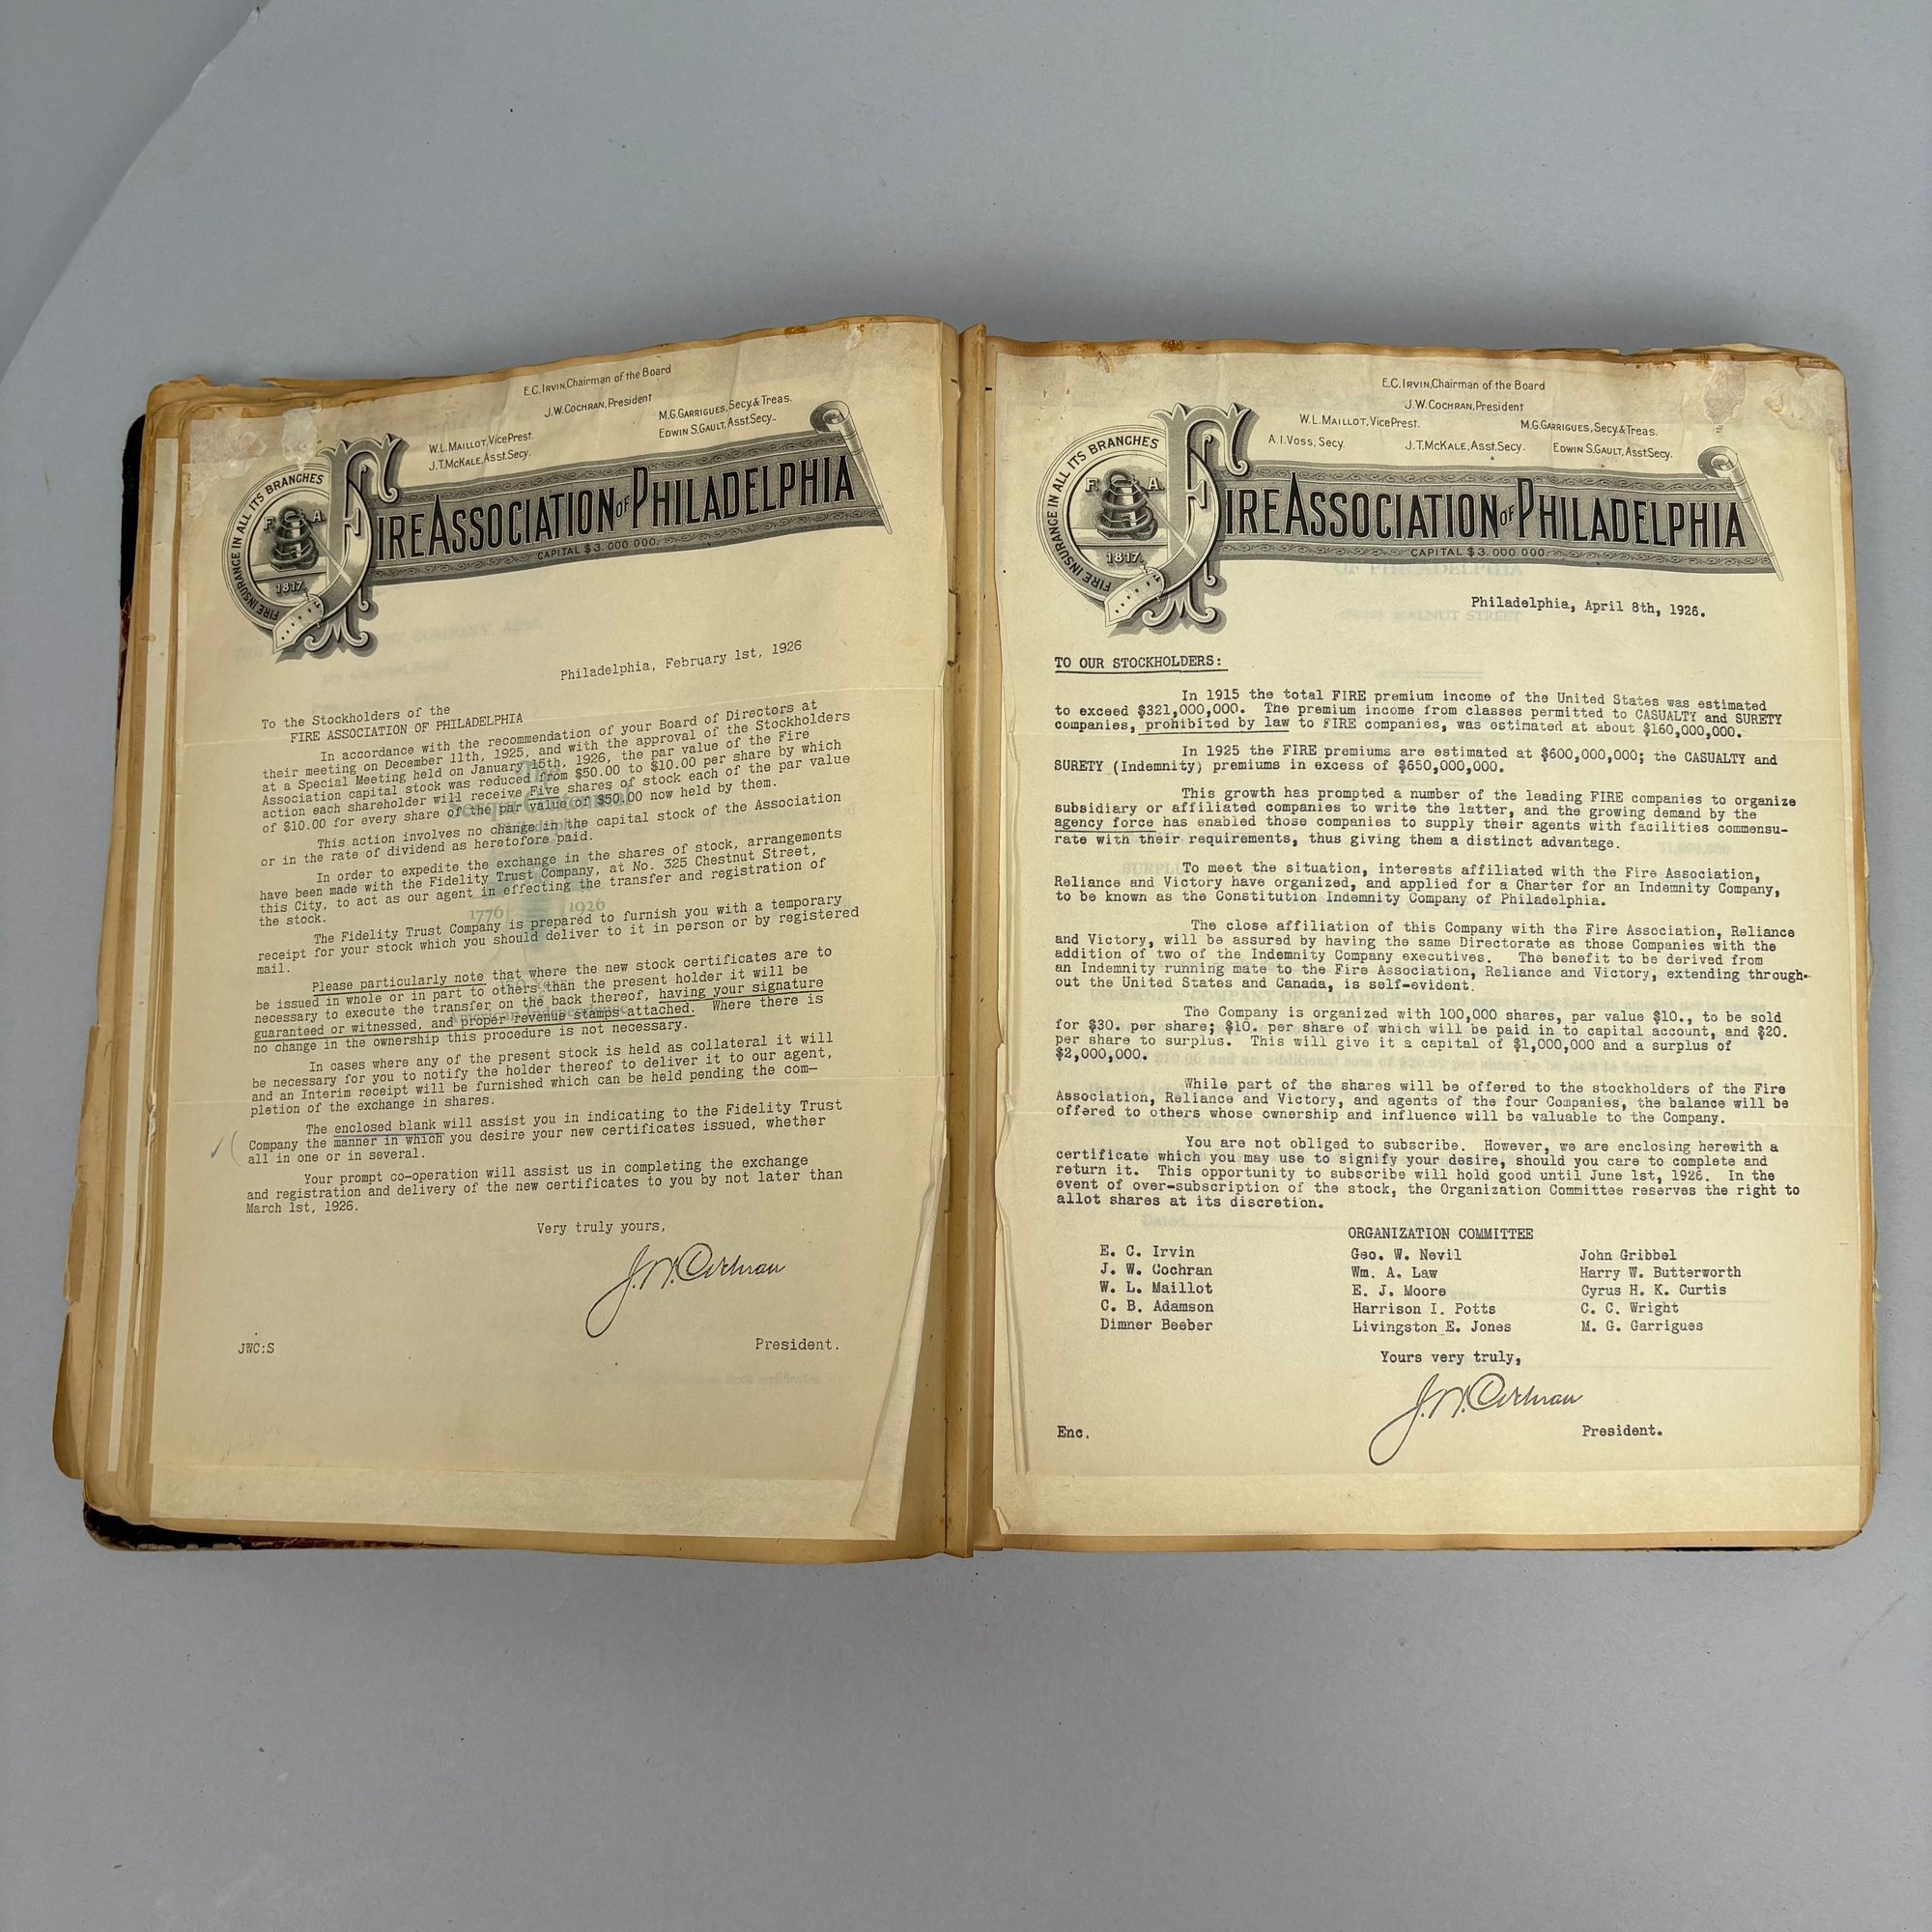 E.C. IRVIN, Chairman of the Board
J.W. COCHRAN, President
W.L. MAILLOT, Vice Prest.
M.G. GARRIGUES, Secy. & Treas.
J.T. McKALE, Asst. Secy.
EDWIN S. GAULT, Asst. Secy.
FIRE INSURANCE IN ALL ITS BRANCHES
F. A.
1817.
FIRE ASSOCIATION OF PHILADELPHIA
CAPITAL $3.000.000.
Philadelphia, February 1st, 1926
To the Stockholders of the
FIRE ASSOCIATION OF PHILADELPHIA
In accordance with the recommendation of your Board of Directors at
their meeting on December 11th, 1925, and with the approval of the Stockholders
at a Special Meeting held on January 15th, 1926, the par value of the Fire
Association capital stock was reduced from $50.00 to $10.00 per share by which
action each shareholder will receive Five shares of stock each of the par value
of $10.00 for every share of the par value of $50.00 now held by them.
This action involves no change in the capital stock of the Association
or in the rate of dividend as heretofore paid.
In order to expedite the exchange in the shares of stock, arrangements
have been made with the Fidelity Trust Company, at No. 325 Chestnut Street,
this City, to act as our agent in effecting the transfer and registration of
the stock.
1776 1926
The Fidelity Trust Company is prepared to furnish you with a temporary
receipt for your stock which you should deliver to it in person or by registered
mail.
Please particularly note that where the new stock certificates are to
be issued in whole or in part to others than the present holder it will be
necessary to execute the transfer on the back thereof, having your signature
guaranteed or witnessed, and proper revenue stamps attached. Where there is
no change in the ownership this procedure is not necessary.
In cases where any of the present stock is held as collateral it will
be necessary for you to notify the holder thereof to deliver it to our agent,
and an Interim receipt will be furnished which can be held pending the com-
pletion of the exchange in shares.
The enclosed blank will assist you in indicating to the Fidelity Trust
Company the manner in which you desire your new certificates issued, whether
all in one or in several.
Your prompt co-operation will assist us in completing the exchange
and registration and delivery of the new certificates to you by not later than
March 1st, 1926.
Very truly yours,
J.W. Cochran
JWC:S President.
E.C. IRVIN, Chairman of the Board
J.W. COCHRAN, President
W.L. MAILLOT, Vice Prest.
M.G. GARRIGUES, Secy. & Treas.
A.I. VOSS, Secy.
J.T. McKALE, Asst. Secy.
EDWIN S. GAULT, Asst. Secy.
FIRE INSURANCE IN ALL ITS BRANCHES
F. A.
1817.
FIRE ASSOCIATION OF PHILADELPHIA
CAPITAL $3.000.000.
Philadelphia, April 8th, 1926.
TO OUR STOCKHOLDERS:
In 1915 the total FIRE premium income of the United States was estimated
to exceed $321,000,000. The premium income from classes permitted to CASUALTY and SURETY
companies, prohibited by law to FIRE companies, was estimated at about $160,000,000.
In 1925 the FIRE premiums are estimated at $600,000,000; the CASUALTY and
SURETY (Indemnity) premiums in excess of $650,000,000.
This growth has prompted a number of the leading FIRE companies to organize
subsidiary or affiliated companies to write the latter, and the growing demand by the
agency force has enabled those companies to supply their agents with facilities commensu-
rate with their requirements, thus giving them a distinct advantage.
To meet the situation, interests affiliated with the Fire Association,
Reliance and Victory have organized, and applied for a Charter for an Indemnity Company,
to be known as the Constitution Indemnity Company of Philadelphia.
The close affiliation of this Company with the Fire Association, Reliance
and Victory, will be assured by having the same Directorate as those Companies with the
addition of two of the Indemnity Company executives. The benefit to be derived from
an Indemnity running mate to the Fire Association, Reliance and Victory, extending through-
out the United States and Canada, is self-evident.
The Company is organized with 100,000 shares, par value $10., to be sold
for $30. per share; $10. per share of which will be paid in to capital account, and $20.
per share to surplus. This will give it a capital of $1,000,000 and a surplus of
$2,000,000.
While part of the shares will be offered to the stockholders of the Fire
Association, Reliance and Victory, and agents of the four Companies, the balance will be
offered to others whose ownership and influence will be valuable to the Company.
You are not obliged to subscribe. However, we are enclosing herewith a
certificate which you may use to signify your desire, should you care to complete and
return it. This opportunity to subscribe will hold good until June 1st, 1926. In the
event of over-subscription of the stock, the Organization Committee reserves the right to
allot shares at its discretion.
ORGANIZATION COMMITTEE
E. C. Irvin Geo. W. Nevil John Gribbel
J. W. Cochran Wm. A. Law Harry W. Butterworth
W. L. Maillot E. J. Moore Cyrus H. K. Curtis
C. B. Adamson Harrison I. Potts C. C. Wright
Dimner Beeber Livingston E. Jones M. G. Garrigues
Yours very truly,
J.W. Cochran
Enc. President.